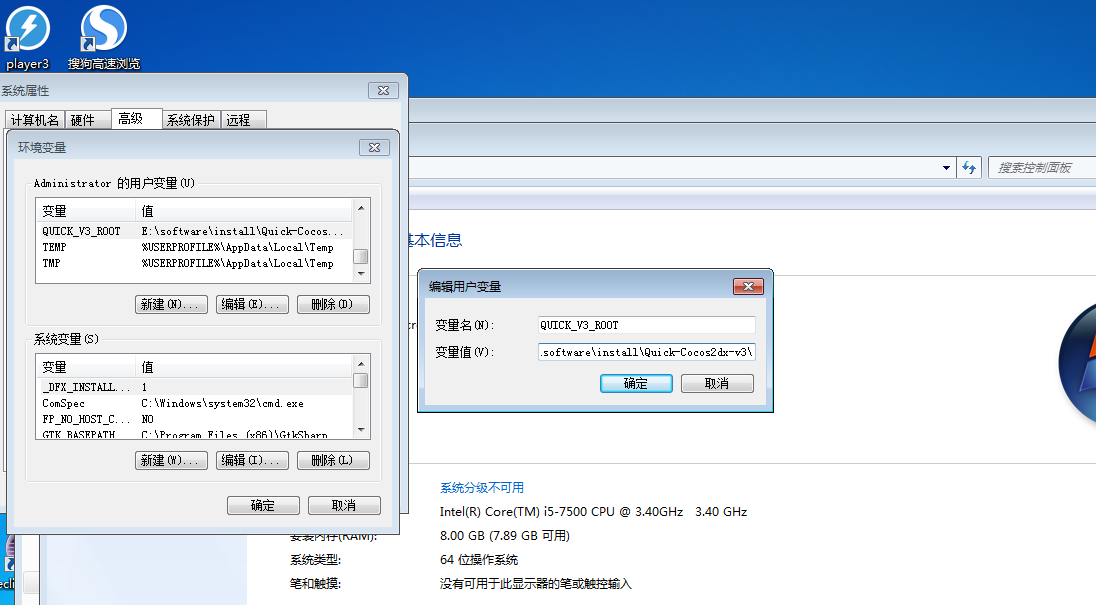 player3
搜狗高速浏览
系统属性
计算机名 硬件 高级 系统保护 远程
环境变量
Administrator 的用户变量(U)
变量 值
QUICK_V3_ROOT E:\software\install\Quick-Cocos...
TEMP %USERPROFILE%\AppData\Local\Temp
TMP %USERPROFILE%\AppData\Local\Temp
新建(N)... 编辑(E)... 删除(D)
系统变量(S)
变量 值
_DFX_INSTALL... 1
ComSpec C:\Windows\system32\cmd.exe
FP_NO_HOST_C... NO
GTK_BASEPATH C:\Program Files (x86)\GtkSharp
新建(W)... 编辑(I)... 删除(L)
确定 取消
搜索控制面板
基本信息
编辑用户变量
变量名(N): QUICK_V3_ROOT
变量值(V): .software\install\Quick-Cocos2dx-v3\
确定 取消
系统分级不可用
Intel(R) Core(TM) i5-7500 CPU @ 3.40GHz 3.40 GHz
安装内存(RAM): 8.00 GB (7.89 GB 可用)
系统类型: 64 位操作系统
笔和触摸: 没有可用于此显示器的笔或触控输入